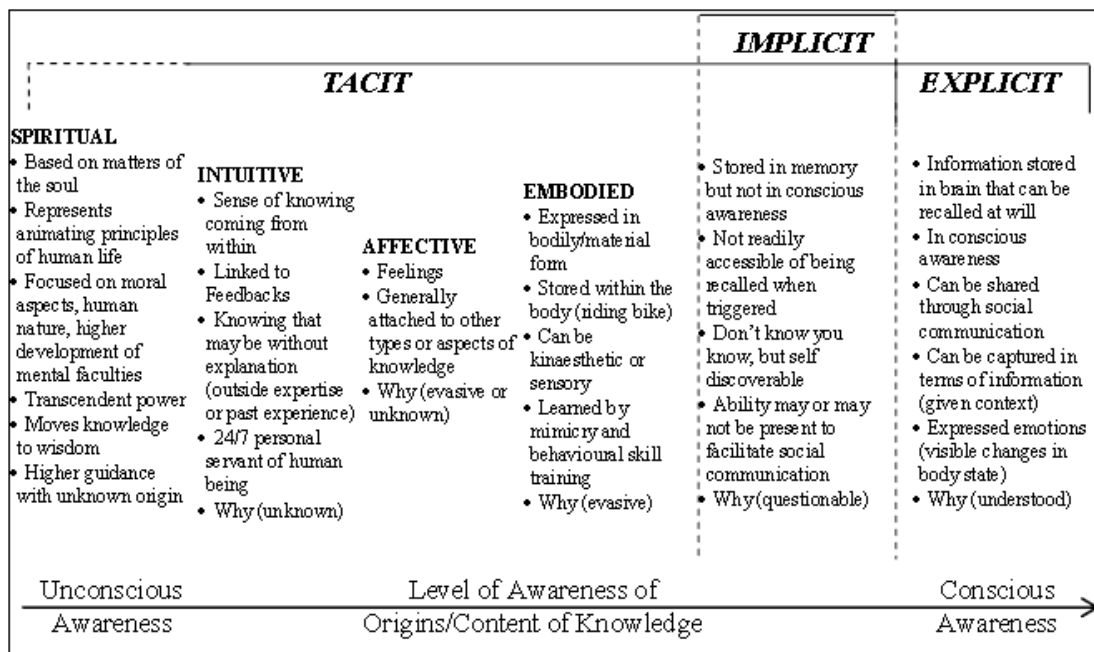 IMPLICIT
TACIT
EXPLICIT
SPIRITUAL
• Based on matters of
the soul
• Represents
animating principles
of human life
• Focused on moral
aspects, human
nature, higher
development of
mental faculties
• Transcendent power
• Moves knowledge
to wisdom
• Higher guidance
with unknown origin
INTUITIVE
• Sense of knowing
coming from
within
• Linked to
Feedbacks
• Knowing that
may be without
explanation
(outside expertise
or past experience)
• 24/7 personal
servant of human
being
• Why (unknown)
AFFECTIVE
• Feelings
• Generally
attached to other
types or aspects of
knowledge
• Why (evasive or
unknown)
EMBODIED
• Expressed in
bodily/material
form
• Stored within the
body (riding bike)
• Can be
kinaesthetic or
sensory
• Learned by
mimicry and
behavioural skill
training
• Why (evasive)
• Stored in memory
but not in conscious
awareness
• Not readily
accessible of being
recalled when
triggered
• Don't know you
know, but self
discoverable
• Ability may or may
not be present to
facilitate social
communication
• Why (questionable)
• Information stored
in brain that can be
recalled at will
• In conscious
awareness
• Can be shared
through social
communication
• Can be captured in
terms of information
(given context)
• Expressed emotions
(visible changes in
body state)
• Why (understood)
Unconscious
Awareness
Level of Awareness of
Origins/Content of Knowledge
Conscious
Awareness